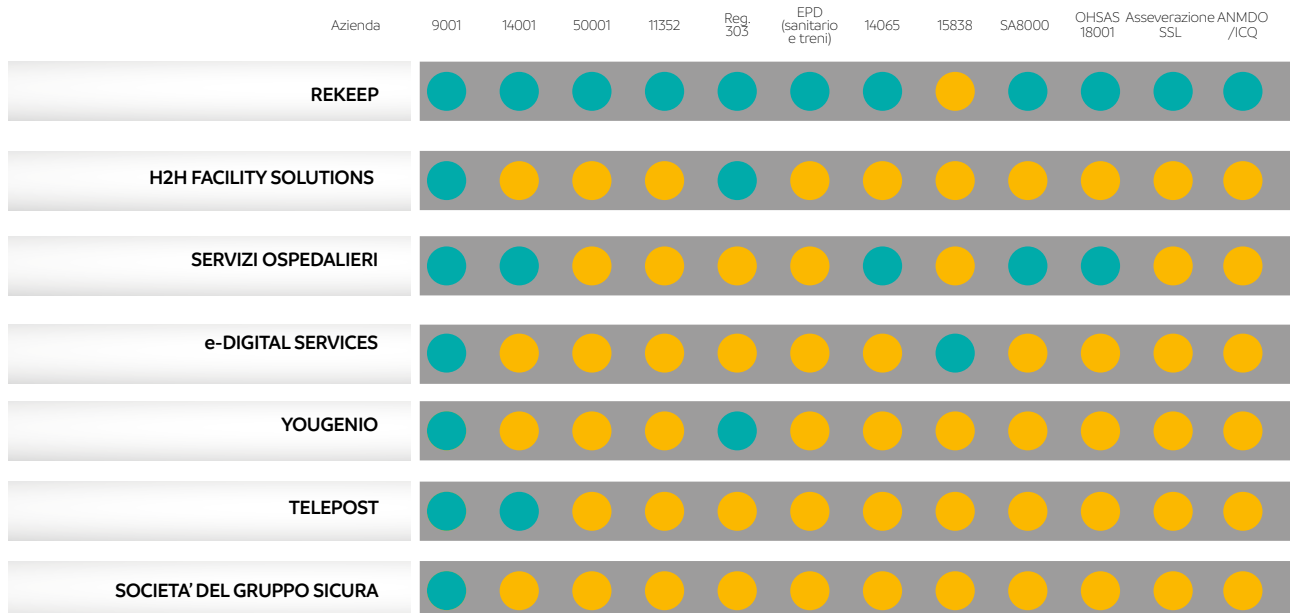 Azienda 9001 14001 50001 11352 Reg. 303 EPD (sanitario e treni) 14065 15838 SA8000 OHSAS 18001 Asseverazione SSL ANMDO /ICQ
REKEEP
H2H FACILITY SOLUTIONS
SERVIZI OSPEDALIERI
e-DIGITAL SERVICES
YOUGENIO
TELEPOST
SOCIETA’ DEL GRUPPO SICURA